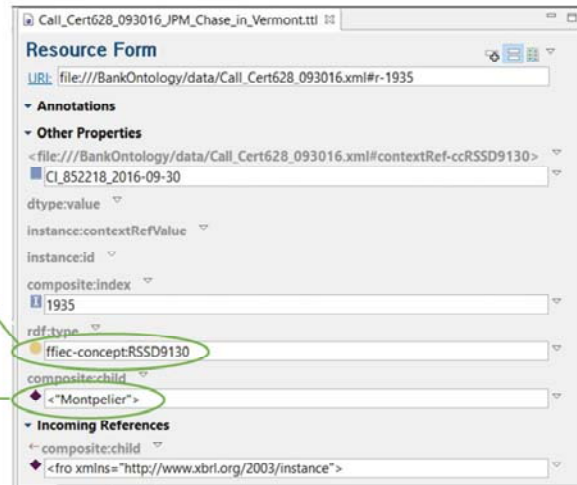 Call_Cert628_093016_JPM_Chase_in_Vermont.ttl
Resource Form
URI: file:///BankOntology/data/Call_Cert628_093016.xml#r-1935
Annotations
Other Properties
<file:///BankOntology/data/Call_Cert628_093016.xml#contextRef-ccRSSD9130>
CI_852218_2016-09-30
dtype:value
instance:contextRefValue
instance:id
composite:index
1935
rdf:type
ffiec-concept:RSSD9130
composite:child
<"Montpelier">
Incoming References
composite:child
<fro xmlns="http://www.xbrl.org/2003/instance">